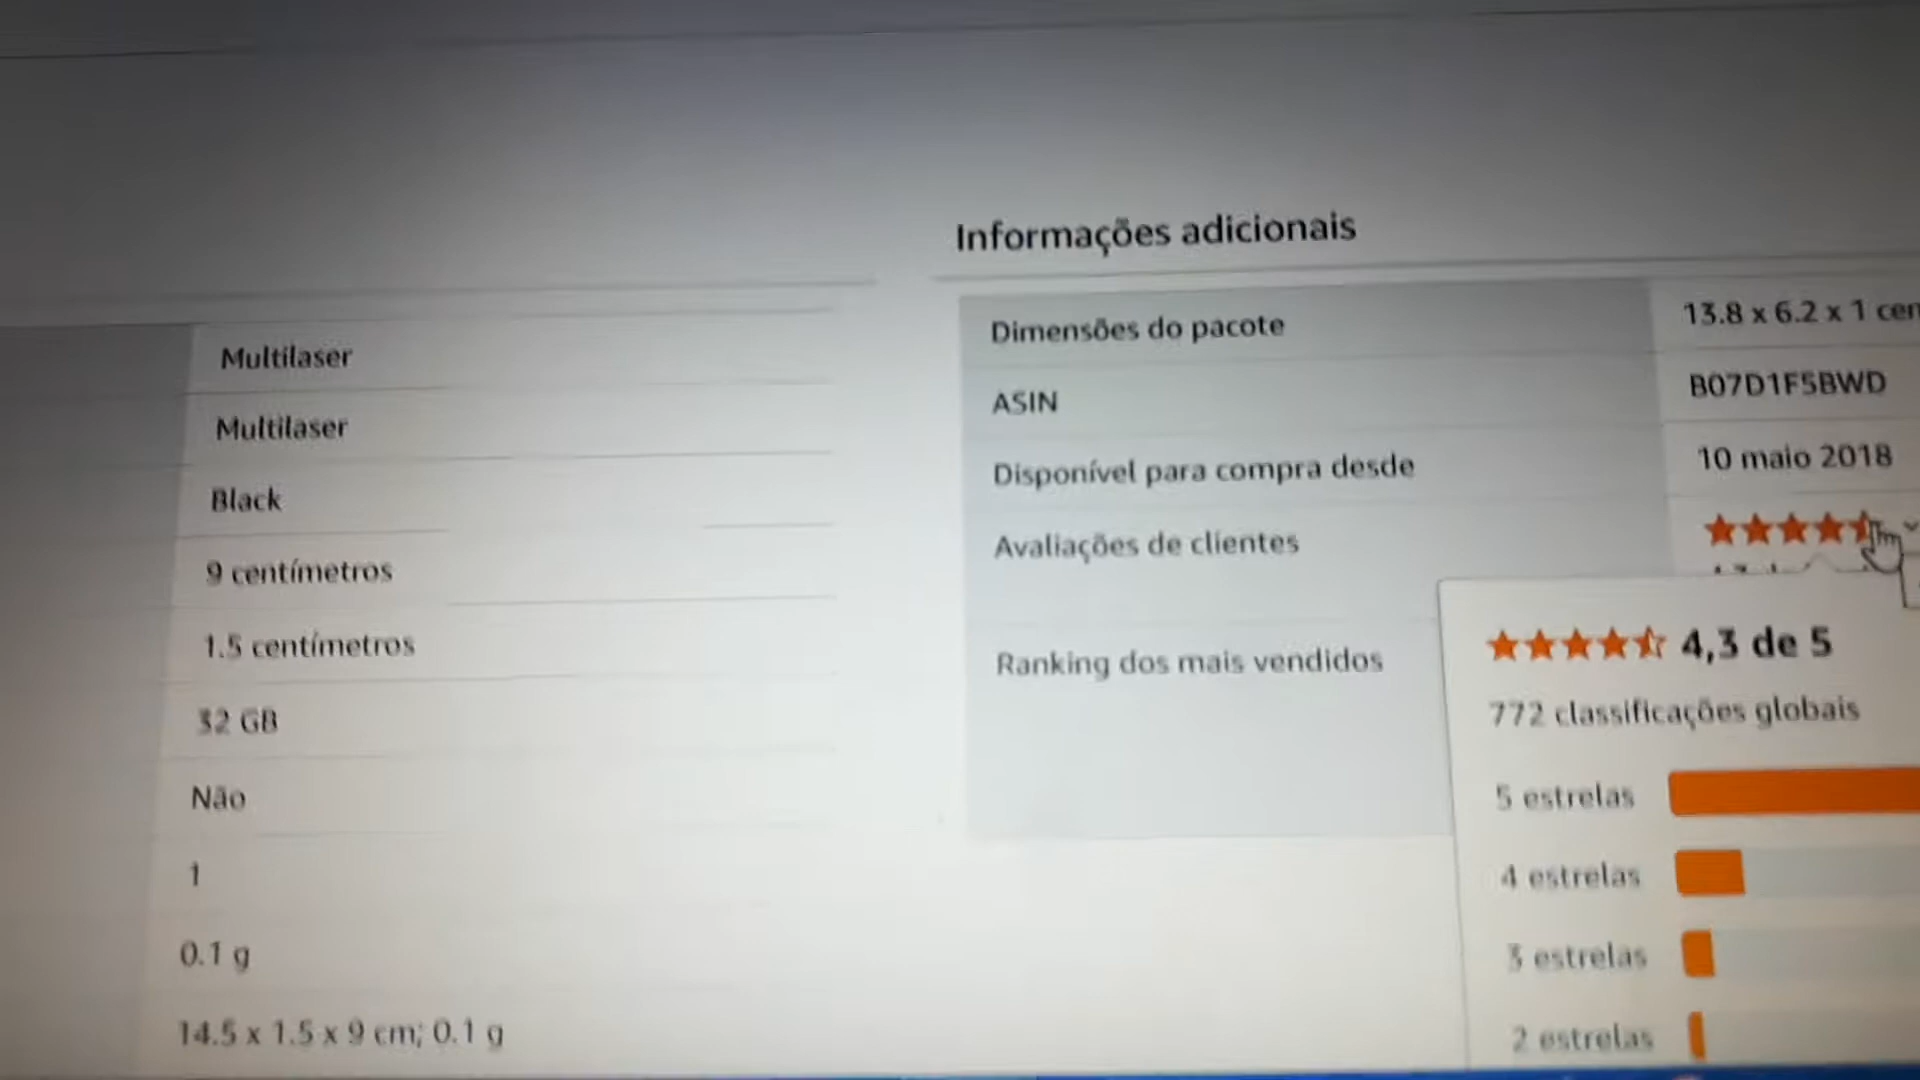 Multilaser
Multilaser
Black
9 centímetros
1.5 centímetros
32 GB
Não
1
0.1 g
14.5 x 1.5 x 9 cm; 0.1 g
Informações adicionais
Dimensões do pacote 13.8 x 6.2 x 1 cen
ASIN B07D1F5BWD
Disponível para compra desde 10 maio 2018
Avaliações de clientes
Ranking dos mais vendidos
4,3 de 5
772 classificações globais
5 estrelas
4 estrelas
3 estrelas
2 estrelas